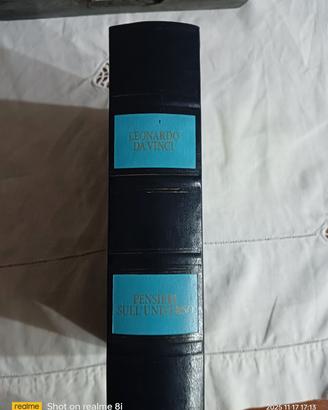 LEONARDO
DA VINCI
PENSIERI
SULL'UNIVERSO
realme
Shot on realme 8i
2025.11.17 17:13